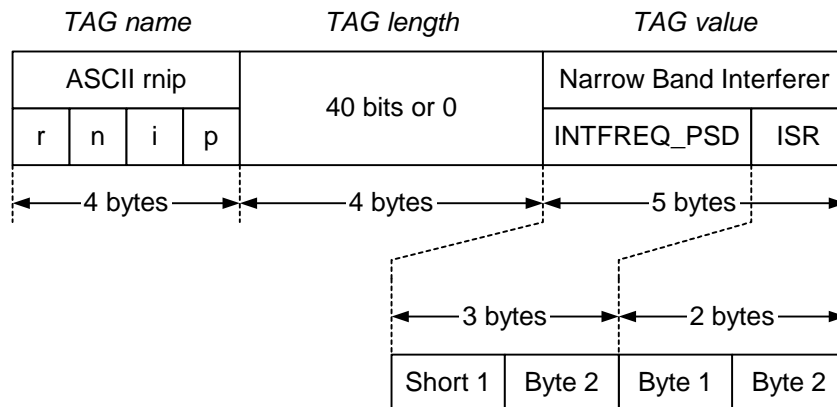 TAG name TAG length TAG value
ASCII rnip 40 bits or 0 Narrow Band Interferer
r n i p INTFREQ_PSD ISR
4 bytes 4 bytes 5 bytes
3 bytes 2 bytes
Short 1 Byte 2 Byte 1 Byte 2